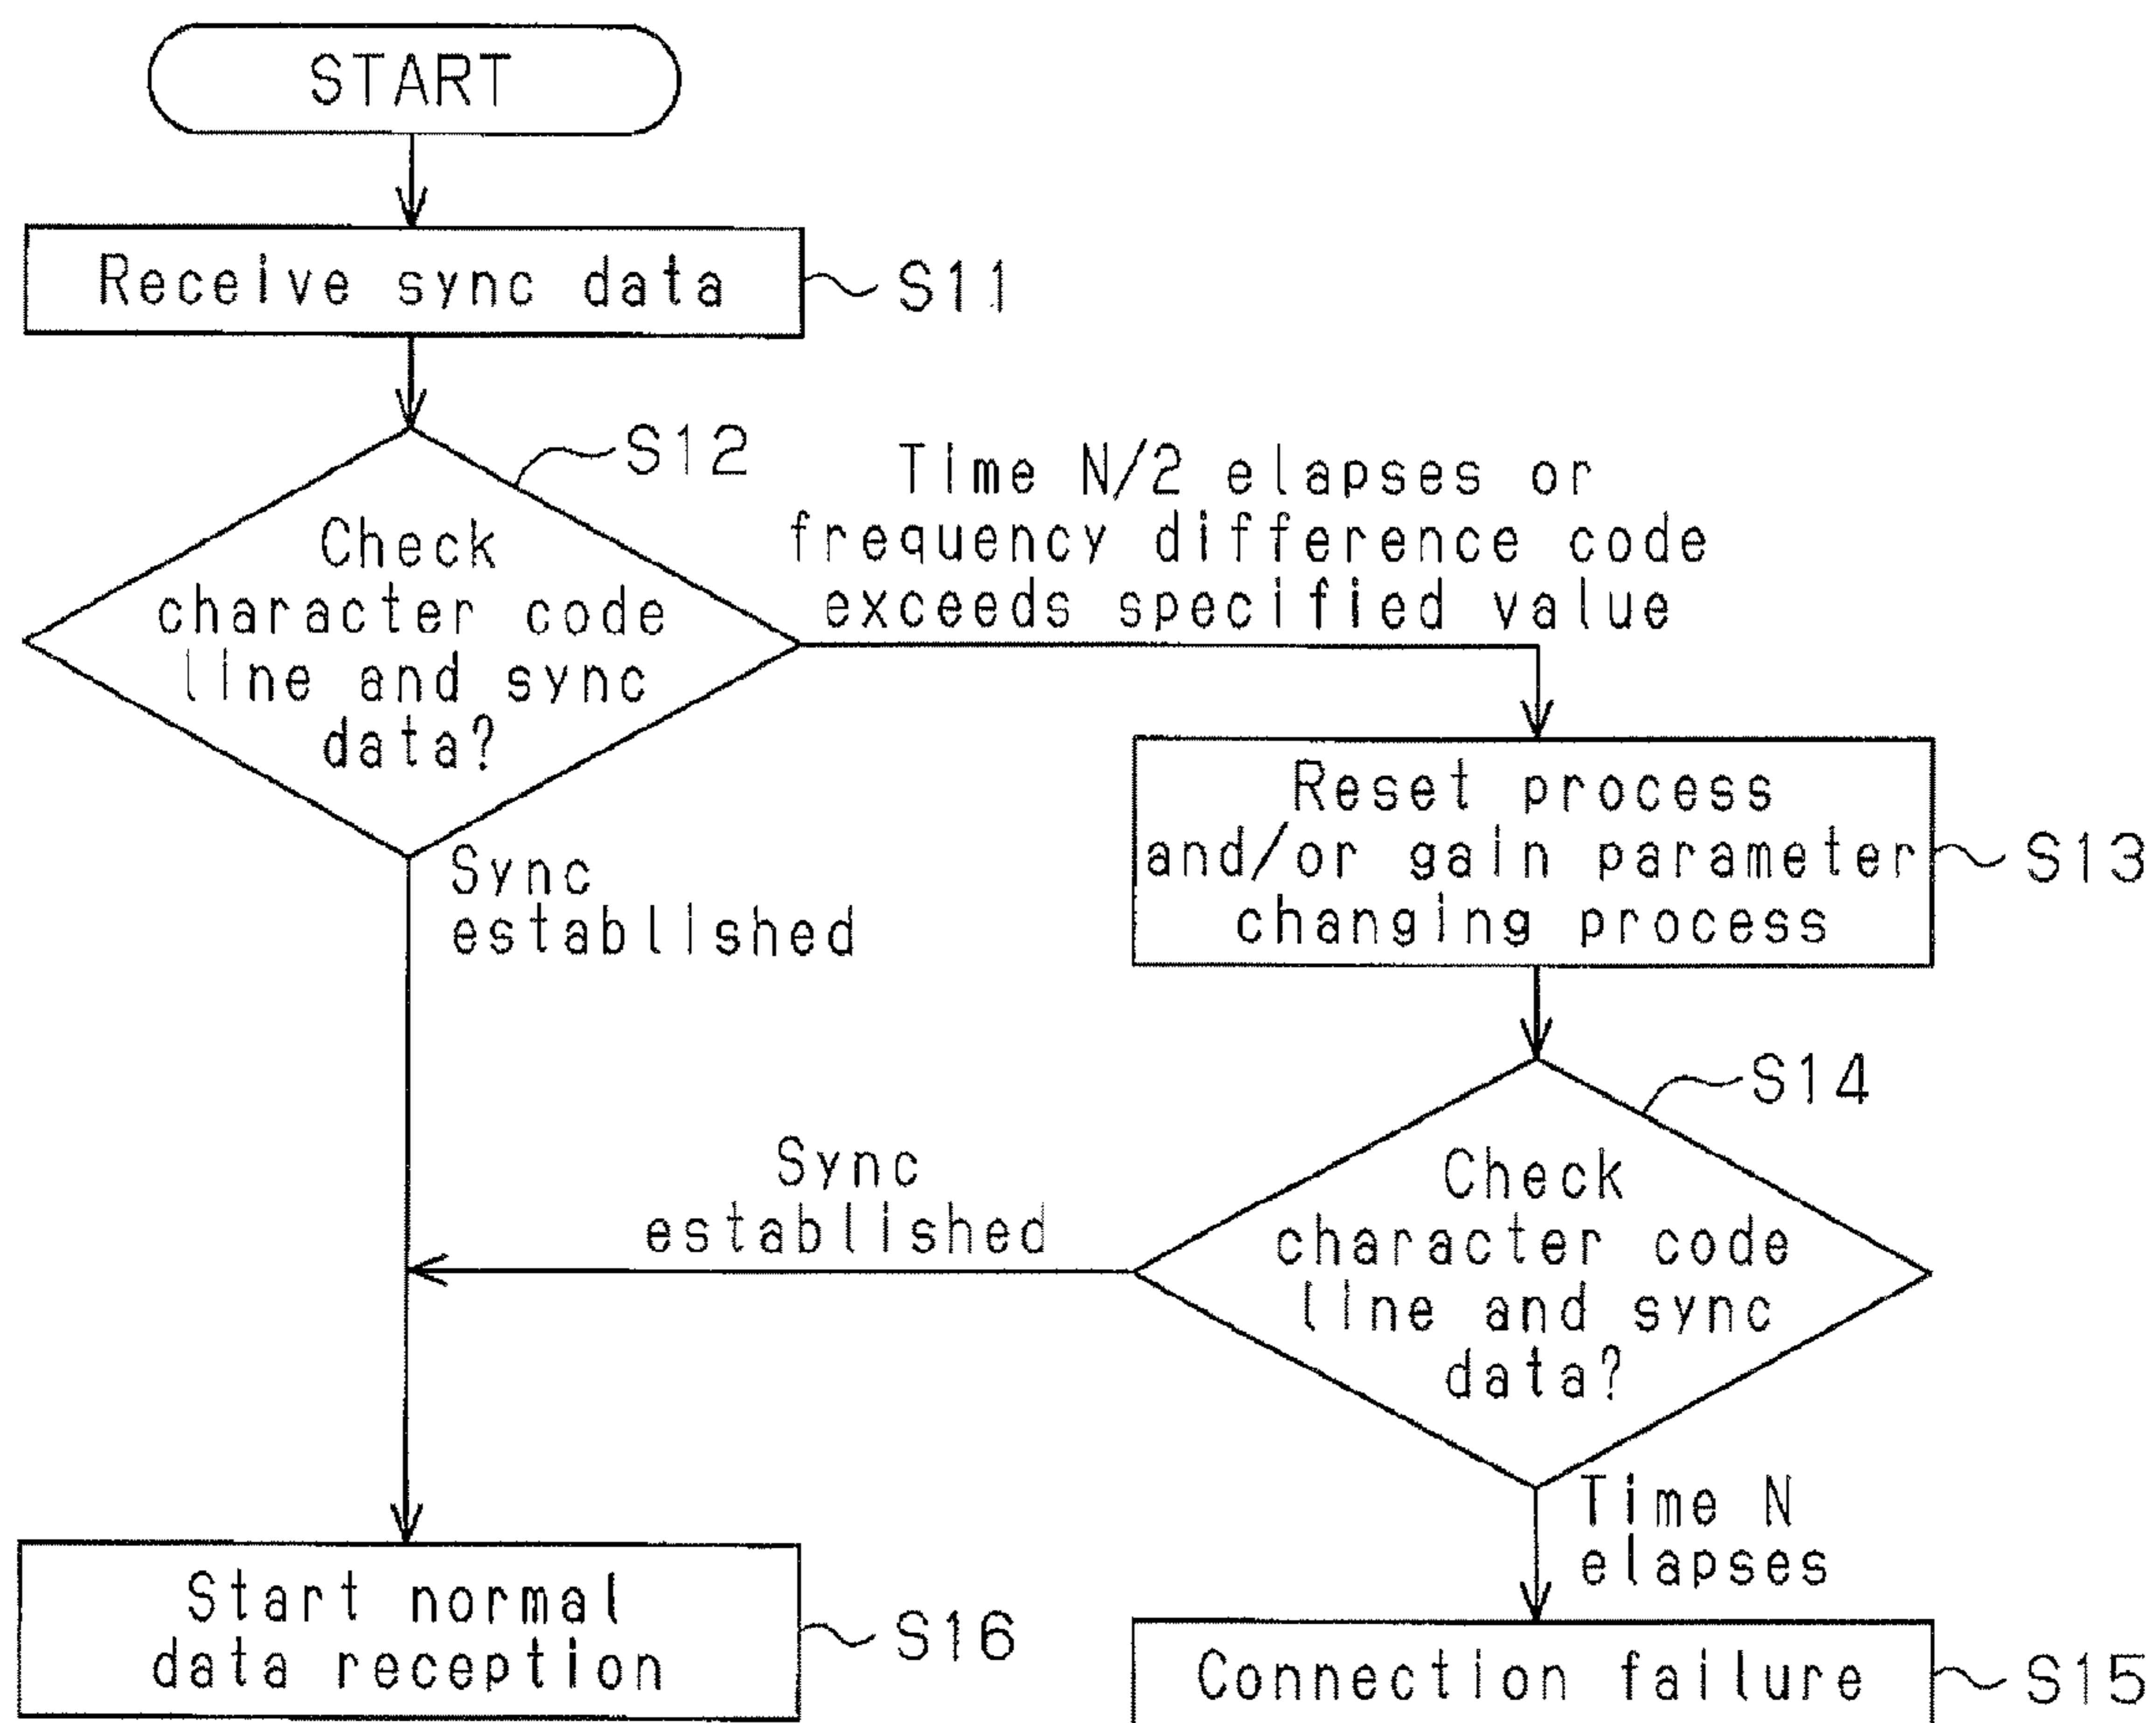 START
Receive sync data
S11
S12
Check
character code
line and sync
data?
Time N/2 elapses or
frequency difference code
exceeds specified value
Sync
established
Reset process
and/or gain parameter
changing process
S13
S14
Check
character code
line and sync
data?
Sync
established
Time N
elapses
Start normal
data reception
S16
Connection failure
S15